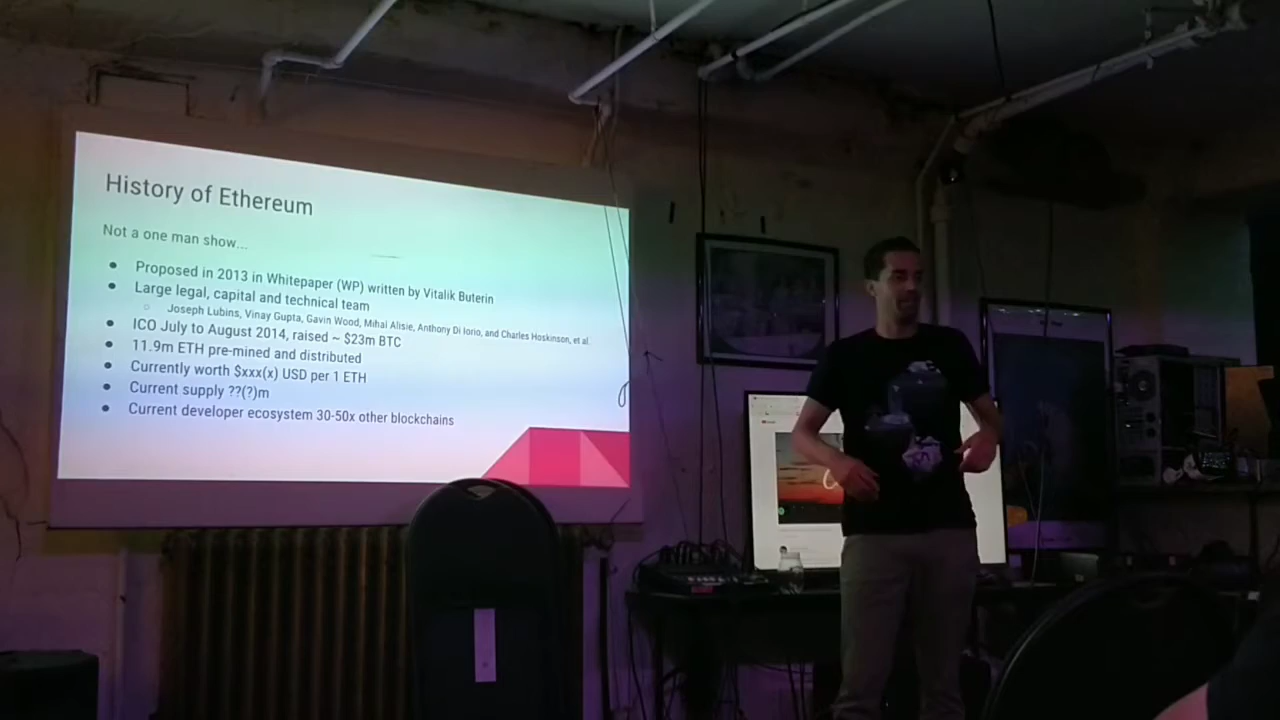 History of Ethereum
Not a one man show...
Proposed in 2013 in Whitepaper (WP) written by Vitalik Buterin
Large legal, capital and technical team
Joseph Lubins, Vinay Gupta, Gavin Wood, Mihai Alisie, Anthony Di Iorio, and Charles Hoskinson, et al.
ICO July to August 2014, raised ~ $23m BTC
11.9m ETH pre-mined and distributed
Currently worth $xxx(x) USD per 1 ETH
Current supply ??(?)m
Current developer ecosystem 30-50x other blockchains